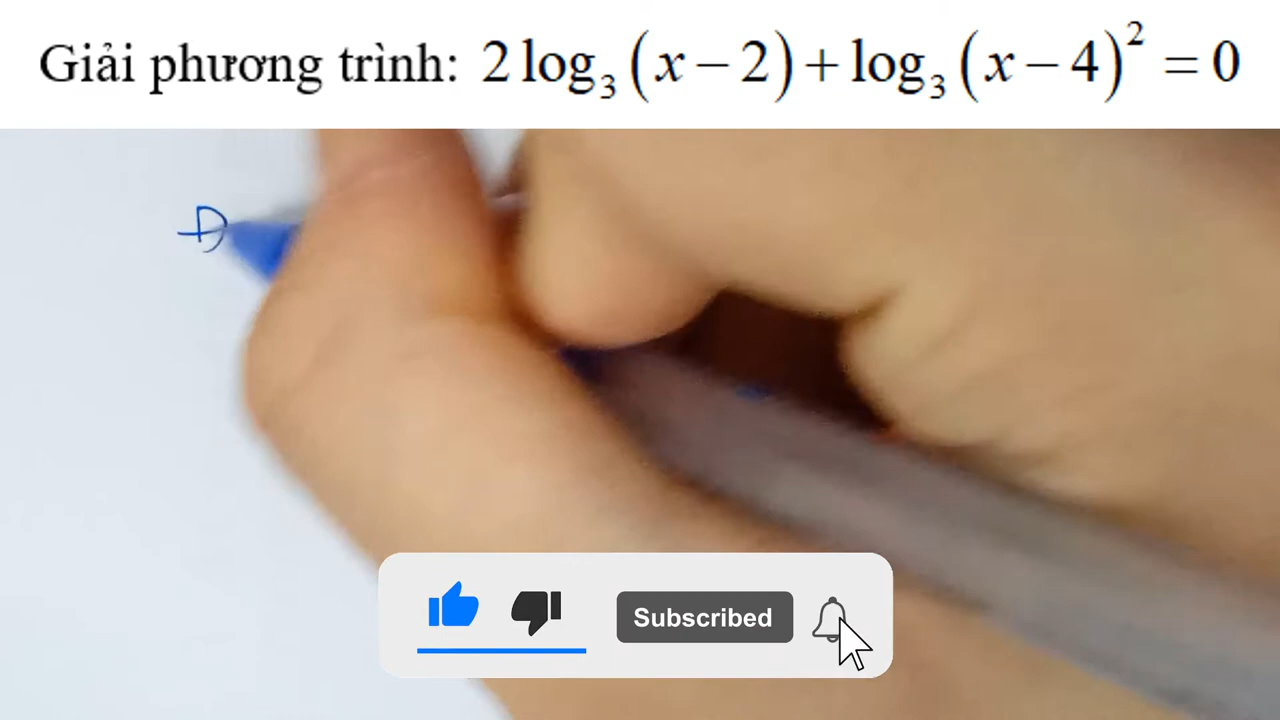 Giải phương trình: 2 log₃ (x − 2) + log₃ (x − 4)² = 0
Đ
Subscribed